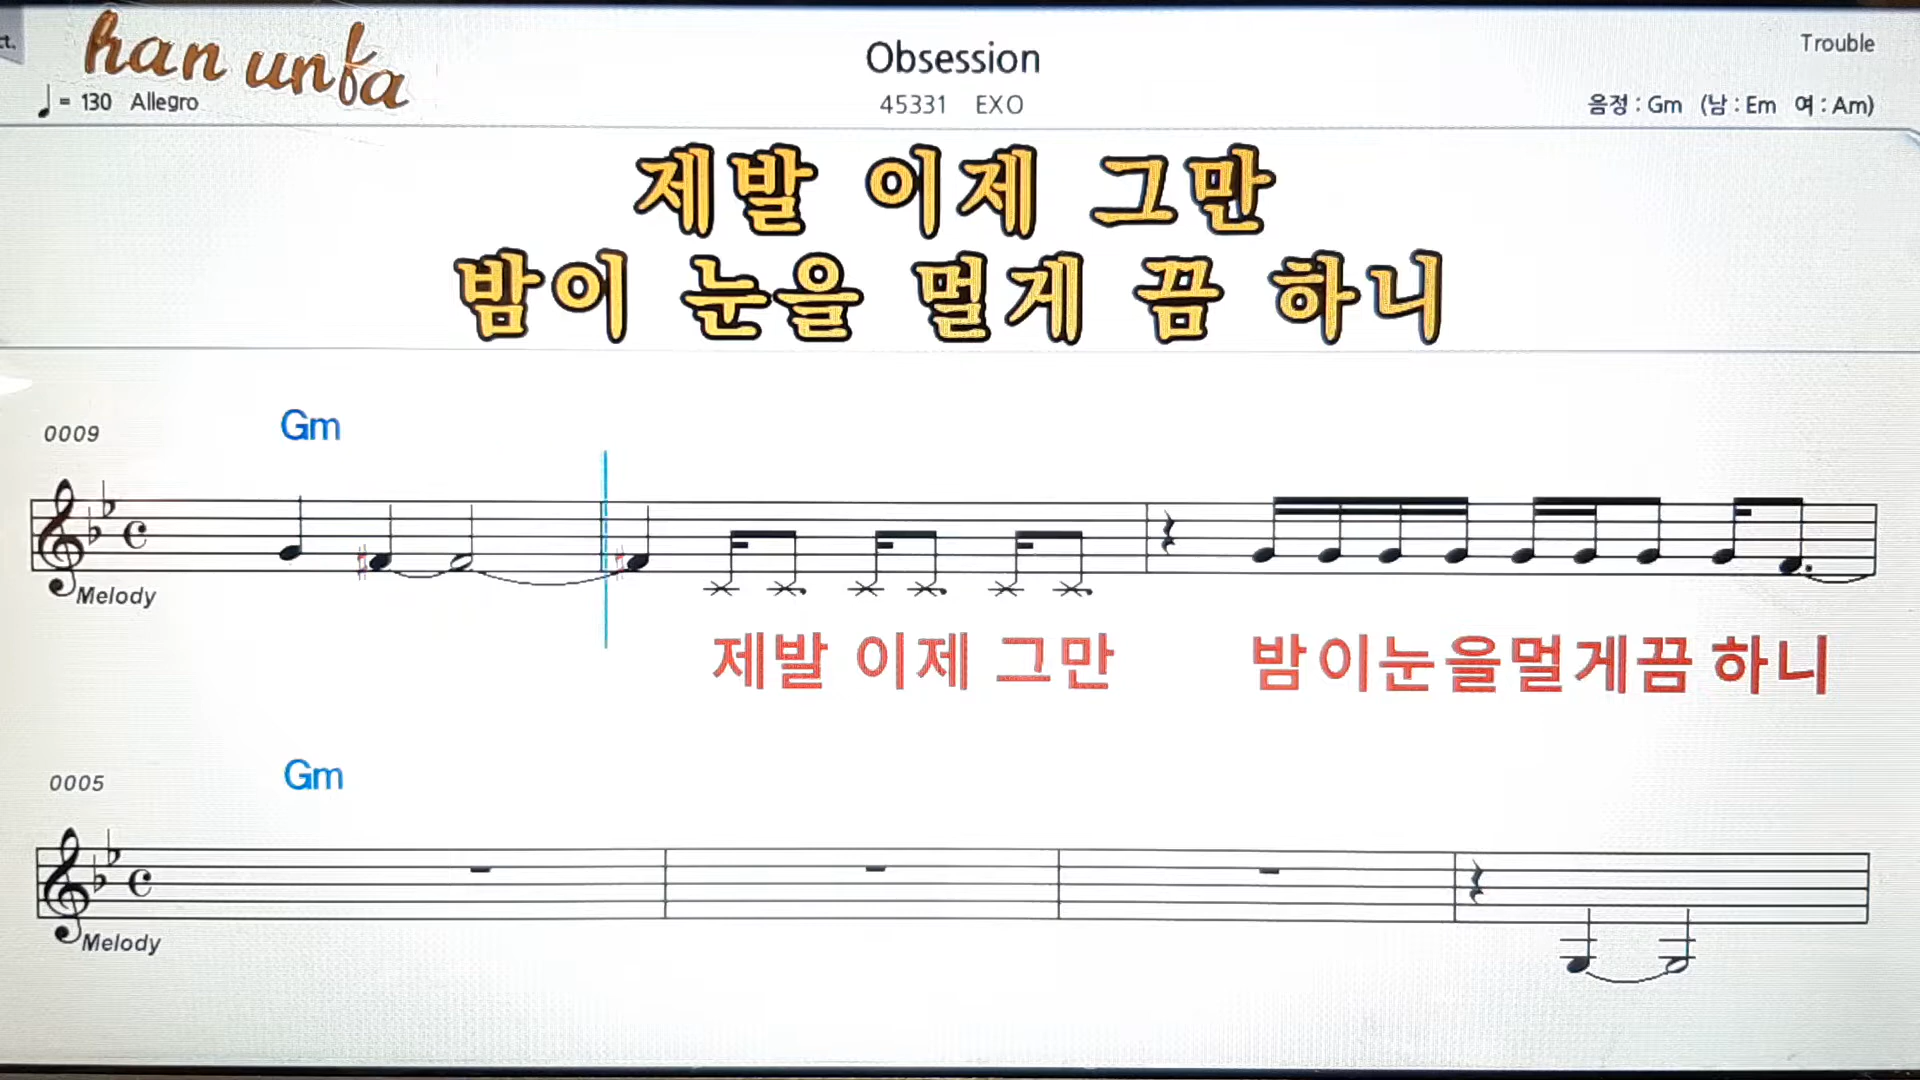 ct.
han unfa
Obsession
Trouble
♩ = 130 Allegro
45331 EXO
음정 : Gm (남 : Em 여 : Am)
제발 이제 그만
밤이 눈을 멀게 끔 하니
0009
Gm
Melody
제발 이제 그만 밤이눈을멀게끔 하니
0005
Gm
Melody